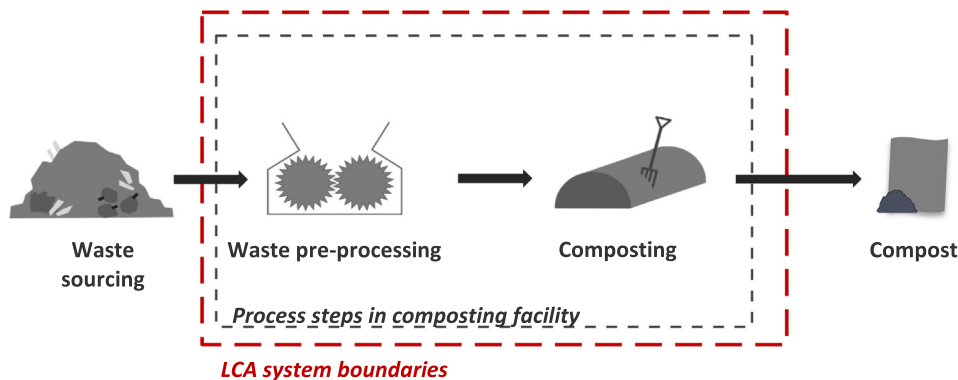 Waste
sourcing
Waste pre-processing
Composting
Compost
Process steps in composting facility
LCA system boundaries